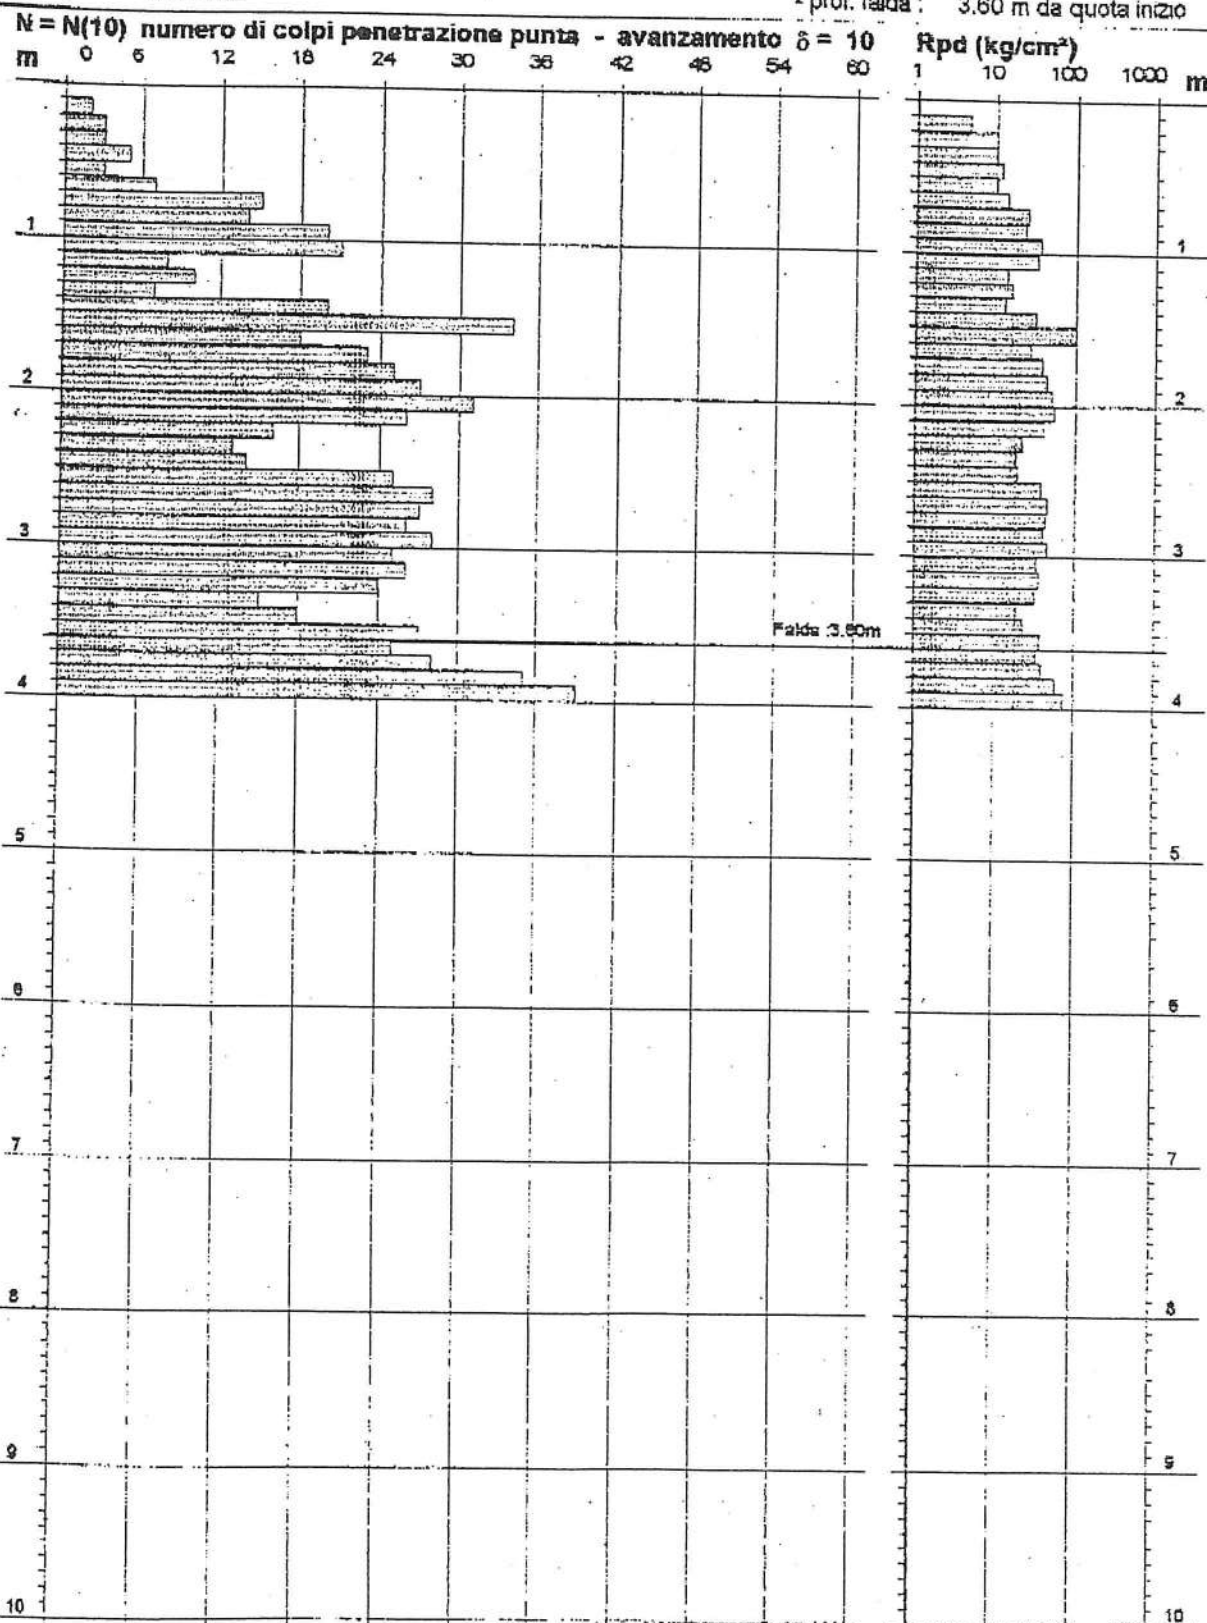 - prof. falda : 3.60 m da quota inizio
N = N(10) numero di colpi penetrazione punta - avanzamento δ = 10
Rpd (kg/cm²)
m 0 6 12 18 24 30 36 42 48 54 60
1 10 100 1000 m
1 1
2 2
3 3
Falda :3.60m
4 4
5 5
6 6
7 7
8 8
9 9
10 10